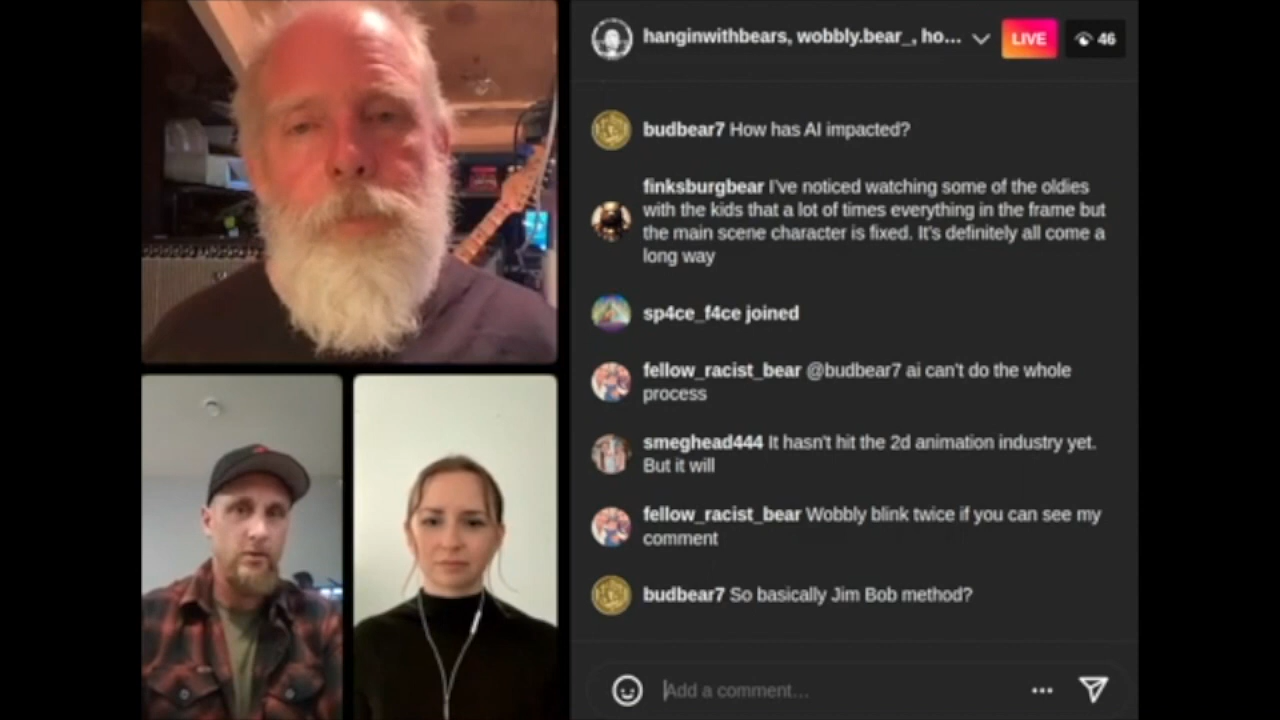 hanginwithbears, wobbly.bear_, ho...
LIVE
46
budbear7 How has AI impacted?
finksburgbear I've noticed watching some of the oldies
with the kids that a lot of times everything in the frame but
the main scene character is fixed. It's definitely all come a
long way
sp4ce_f4ce joined
fellow_racist_bear @budbear7 ai can't do the whole
process
smeghead444 It hasn't hit the 2d animation industry yet.
But it will
fellow_racist_bear Wobbly blink twice if you can see my
comment
budbear7 So basically Jim Bob method?
Add a comment...